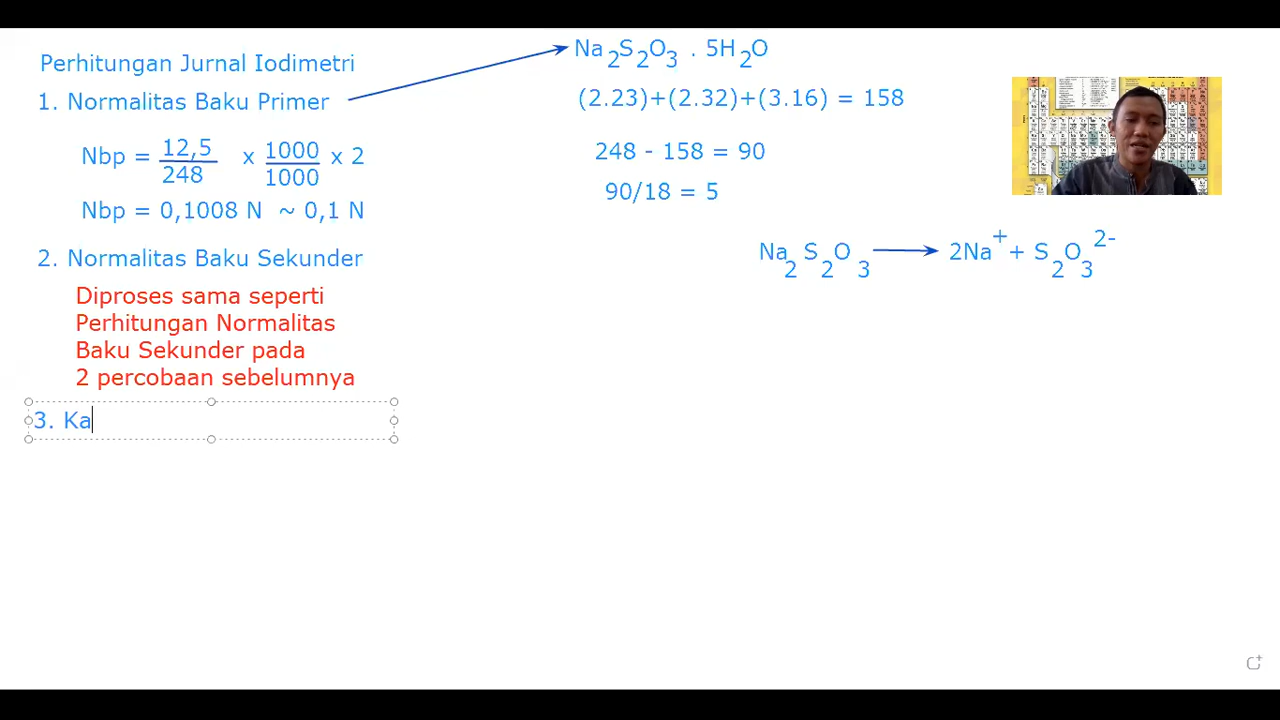 Perhitungan Jurnal Iodimetri
1. Normalitas Baku Primer
Nbp = 12,5/248 x 1000/1000 x 2
Nbp = 0,1008 N ~ 0,1 N
2. Normalitas Baku Sekunder
Diproses sama seperti
Perhitungan Normalitas
Baku Sekunder pada
2 percobaan sebelumnya
3. Ka
Na2S2O3 . 5H2O
(2.23)+(2.32)+(3.16) = 158
248 - 158 = 90
90/18 = 5
Na2S2O3 → 2Na+ + S2O3 2-